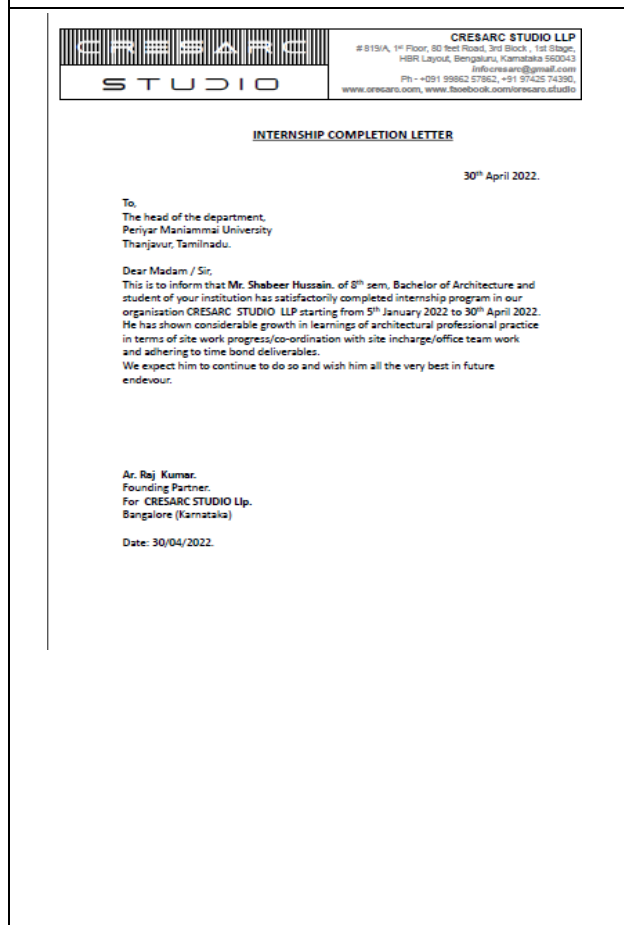 CRESARC
STUDIO
CRESARC STUDIO LLP
# 819/A, 1st Floor, 80 feet Road, 3rd Block , 1st Stage,
HBR Layout, Bengaluru, Karnataka 560043
infocresarc@gmail.com
Ph - +091 99862 57862, +91 97425 74390,
www.cresarc.com, www.facebook.com/cresarc.studio
INTERNSHIP COMPLETION LETTER
30th April 2022.
To,
The head of the department,
Periyar Maniammai University
Thanjavur, Tamilnadu.
Dear Madam / Sir,
This is to inform that Mr. Shabeer Hussain. of 8th sem, Bachelor of Architecture and
student of your institution has satisfactorily completed internship program in our
organisation CRESARC STUDIO LLP starting from 5th January 2022 to 30th April 2022.
He has shown considerable growth in learnings of architectural professional practice
in terms of site work progress/co-ordination with site incharge/office team work
and adhering to time bond deliverables.
We expect him to continue to do so and wish him all the very best in future
endevour.
Ar. Raj Kumar.
Founding Partner.
For CRESARC STUDIO Llp.
Bangalore (Karnataka)
Date: 30/04/2022.